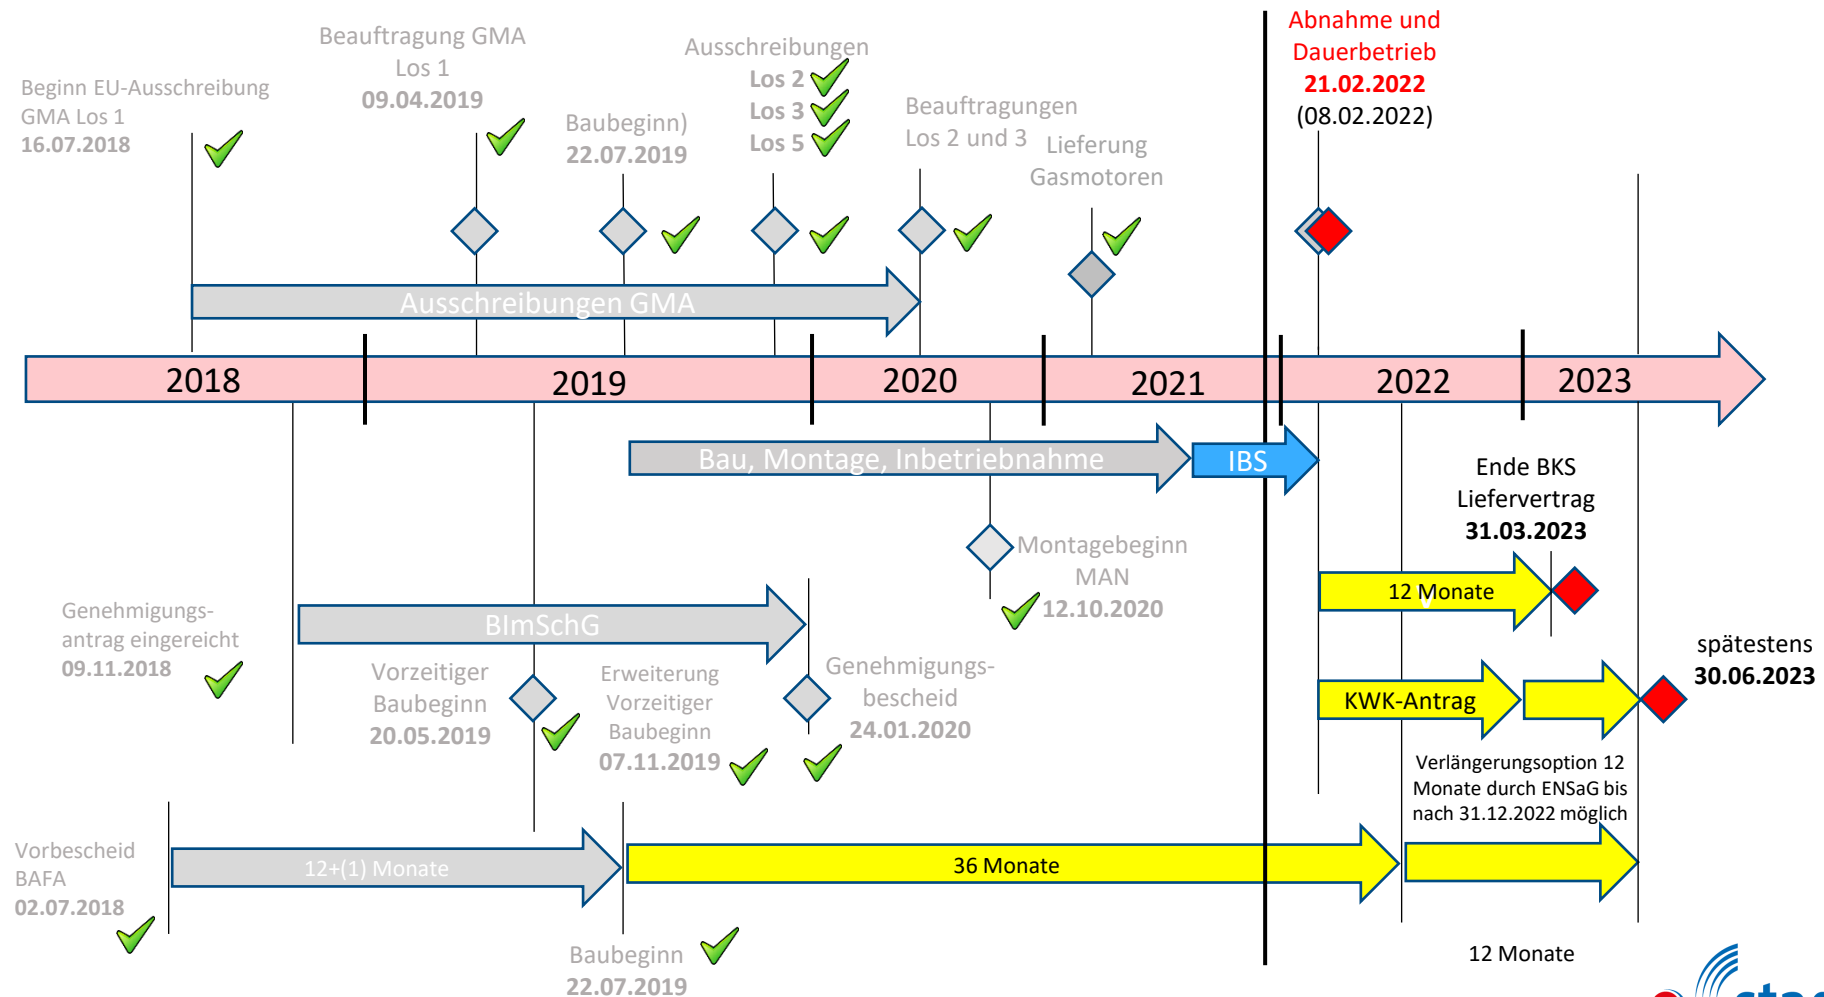 Beginn EU-Ausschreibung
GMA Los 1
16.07.2018
Beauftragung GMA
Los 1
09.04.2019
Baubeginn)
22.07.2019
Ausschreibungen
Los 2
Los 3
Los 5
Beauftragungen
Los 2 und 3
Lieferung
Gasmotoren
Abnahme und
Dauerbetrieb
21.02.2022
(08.02.2022)
Ausschreibungen GMA
2018
2019
2020
2021
2022
2023
Bau, Montage, Inbetriebnahme
IBS
Ende BKS
Liefervertrag
31.03.2023
Montagebeginn
MAN
12.10.2020
12 Monate
Genehmigungs-
antrag eingereicht
09.11.2018
BImSchG
Vorzeitiger
Baubeginn
20.05.2019
Erweiterung
Vorzeitiger
Baubeginn
07.11.2019
Genehmigungs-
bescheid
24.01.2020
KWK-Antrag
spätestens
30.06.2023
Verlängerungsoption 12
Monate durch ENSaG bis
nach 31.12.2022 möglich
Vorbescheid
BAFA
02.07.2018
12+(1) Monate
36 Monate
Baubeginn
22.07.2019
12 Monate